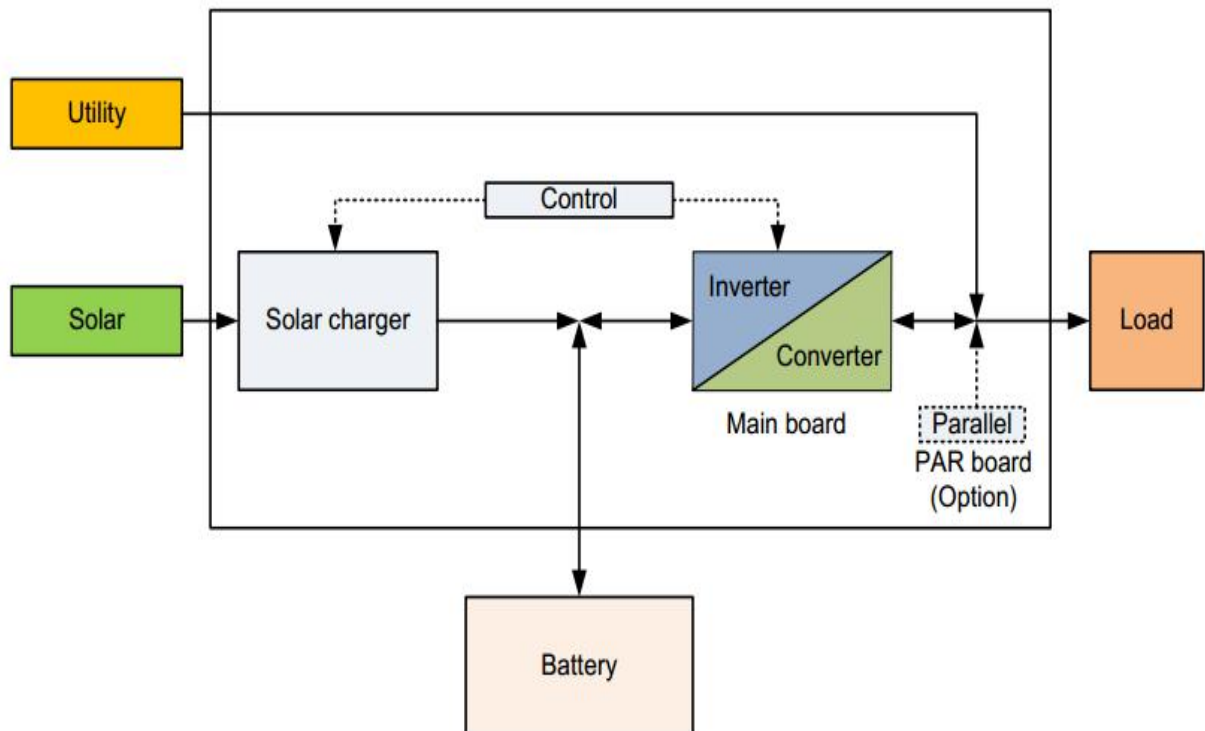 Utility
Control
Solar
Solar charger
Inverter
Converter
Main board
Load
Parallel
PAR board
(Option)
Battery